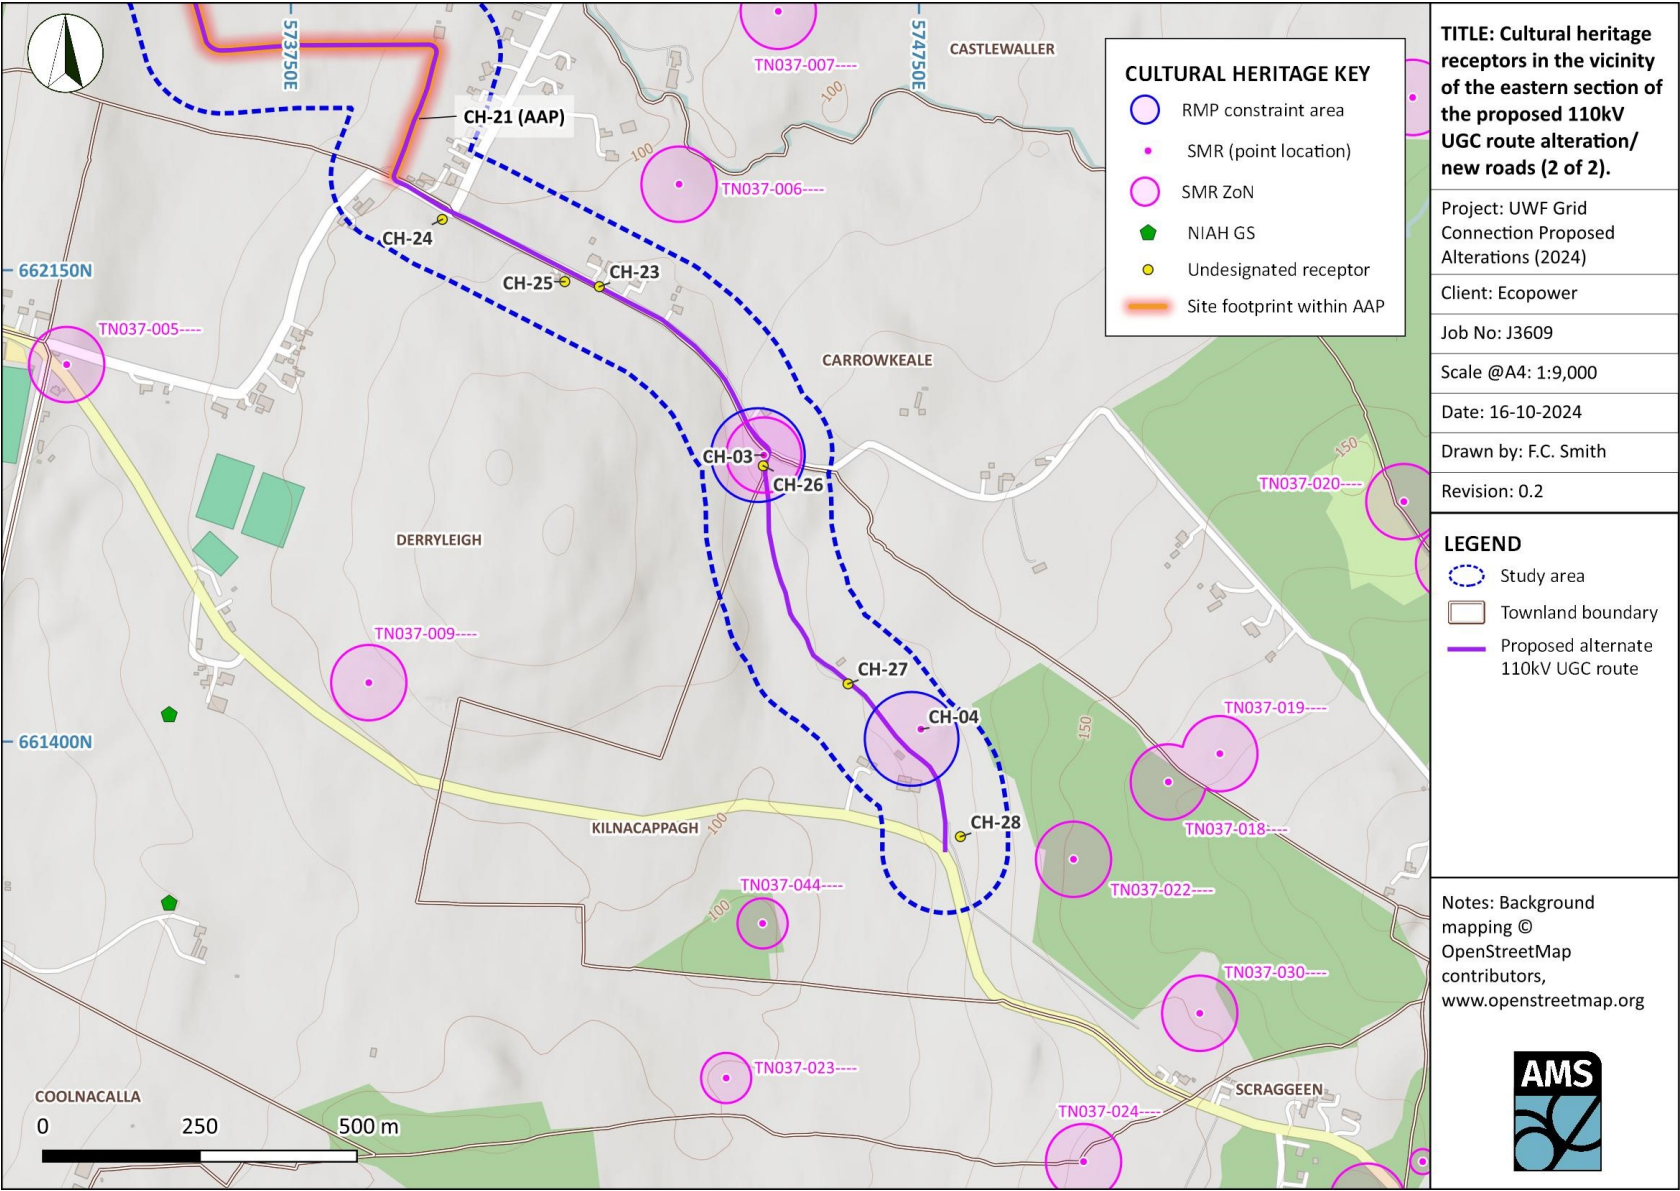 573750E
574750E
TN037-007----
CASTLEWALLER
100
CH-21 (AAP)
100
TN037-006----
CH-24
662150N
CH-25
CH-23
TN037-005----
CARROWKEALE
CH-03
CH-26
150
TN037-020----
DERRYLEIGH
TN037-009----
CH-27
CH-04
TN037-019----
150
661400N
TN037-018----
100
KILNACAPPAGH
CH-28
TN037-044----
TN037-022----
100
TN037-030----
TN037-023----
COOLNACALLA
SCRAGGEEN
TN037-024----
0 250 500 m
CULTURAL HERITAGE KEY
RMP constraint area
SMR (point location)
SMR ZoN
NIAH GS
Undesignated receptor
Site footprint within AAP
TITLE: Cultural heritage
receptors in the vicinity
of the eastern section of
the proposed 110kV
UGC route alteration/
new roads (2 of 2).
Project: UWF Grid
Connection Proposed
Alterations (2024)
Client: Ecopower
Job No: J3609
Scale @A4: 1:9,000
Date: 16-10-2024
Drawn by: F.C. Smith
Revision: 0.2
LEGEND
Study area
Townland boundary
Proposed alternate
110kV UGC route
Notes: Background
mapping ©
OpenStreetMap
contributors,
www.openstreetmap.org
AMS